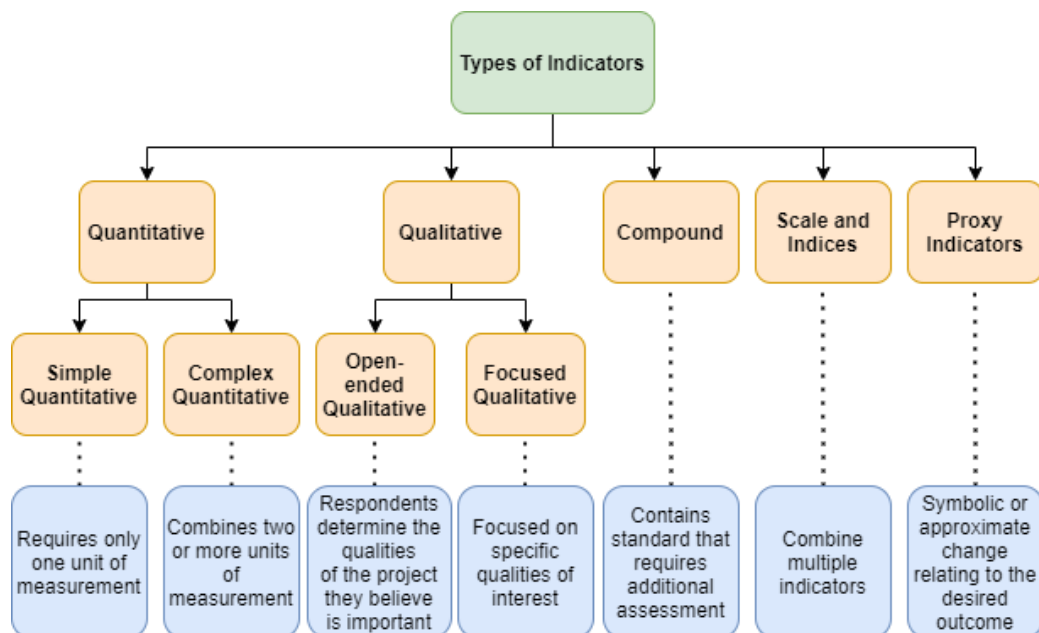 Types of Indicators
Quantitative
Qualitative
Compound
Scale and
Indices
Proxy
Indicators
Simple
Quantitative
Complex
Quantitative
Open-
ended
Qualitative
Focused
Qualitative
Requires only
one unit of
measurement
Combines two
or more units
of
measurement
Respondents
determine the
qualities
of the project
they believe
is important
Focused on
specific
qualities of
interest
Contains
standard that
requires
additional
assessment
Combine
multiple
indicators
Symbolic or
approximate
change
relating to the
desired
outcome